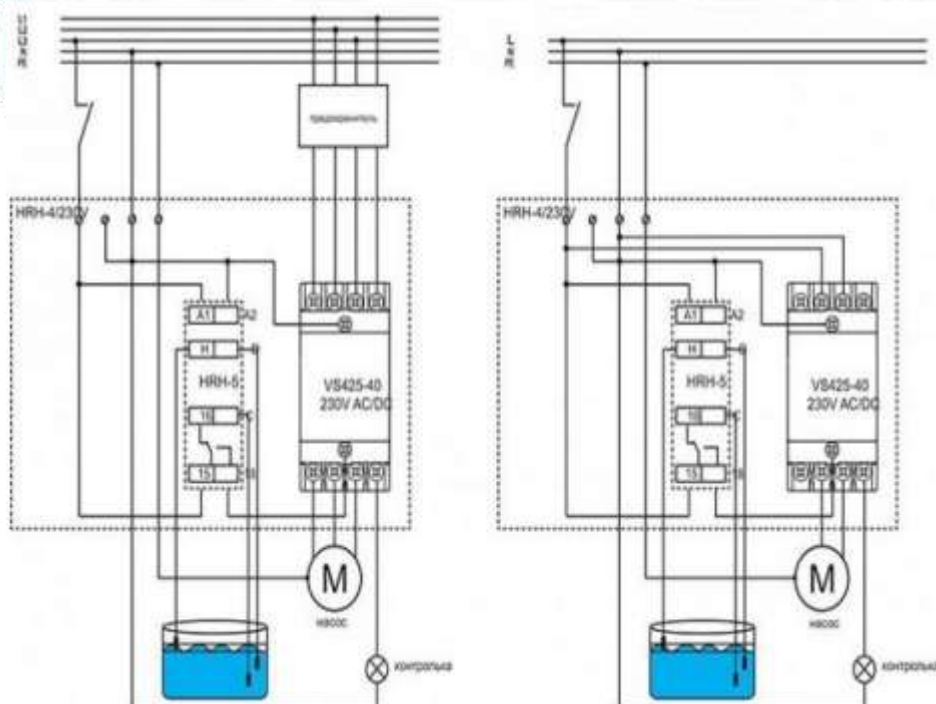 предохранитель
HRH-4/230V
A1 A2
H
HRH-5
16 C
15
VS425-40
230V AC/DC
M
насос
контролька
L
HRH-4/230V
A1 A2
H
HRH-5
16 C
15
VS425-40
230V AC/DC
M
насос
контролька